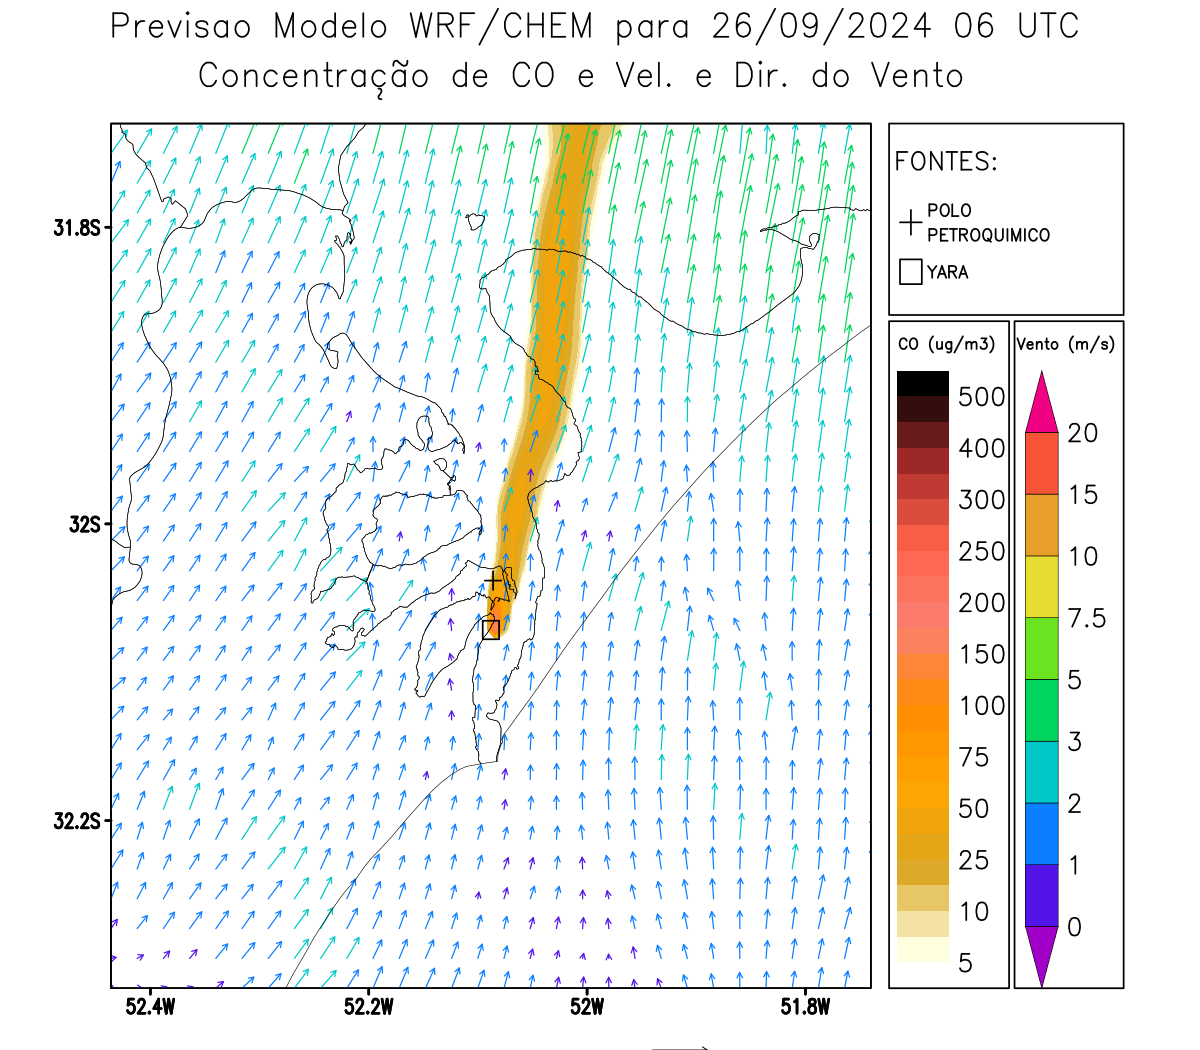 Previsao Modelo WRF/CHEM para 26/09/2024 06 UTC
Concentração de CO e Vel. e Dir. do Vento
FONTES:
POLO
PETROQUIMICO
YARA
CO (ug/m3)
500
400
300
250
200
150
100
75
50
25
10
5
Vento (m/s)
20
15
10
7.5
5
3
2
1
0
31.8S
32S
32.2S
52.4W
52.2W
52W
51.8W